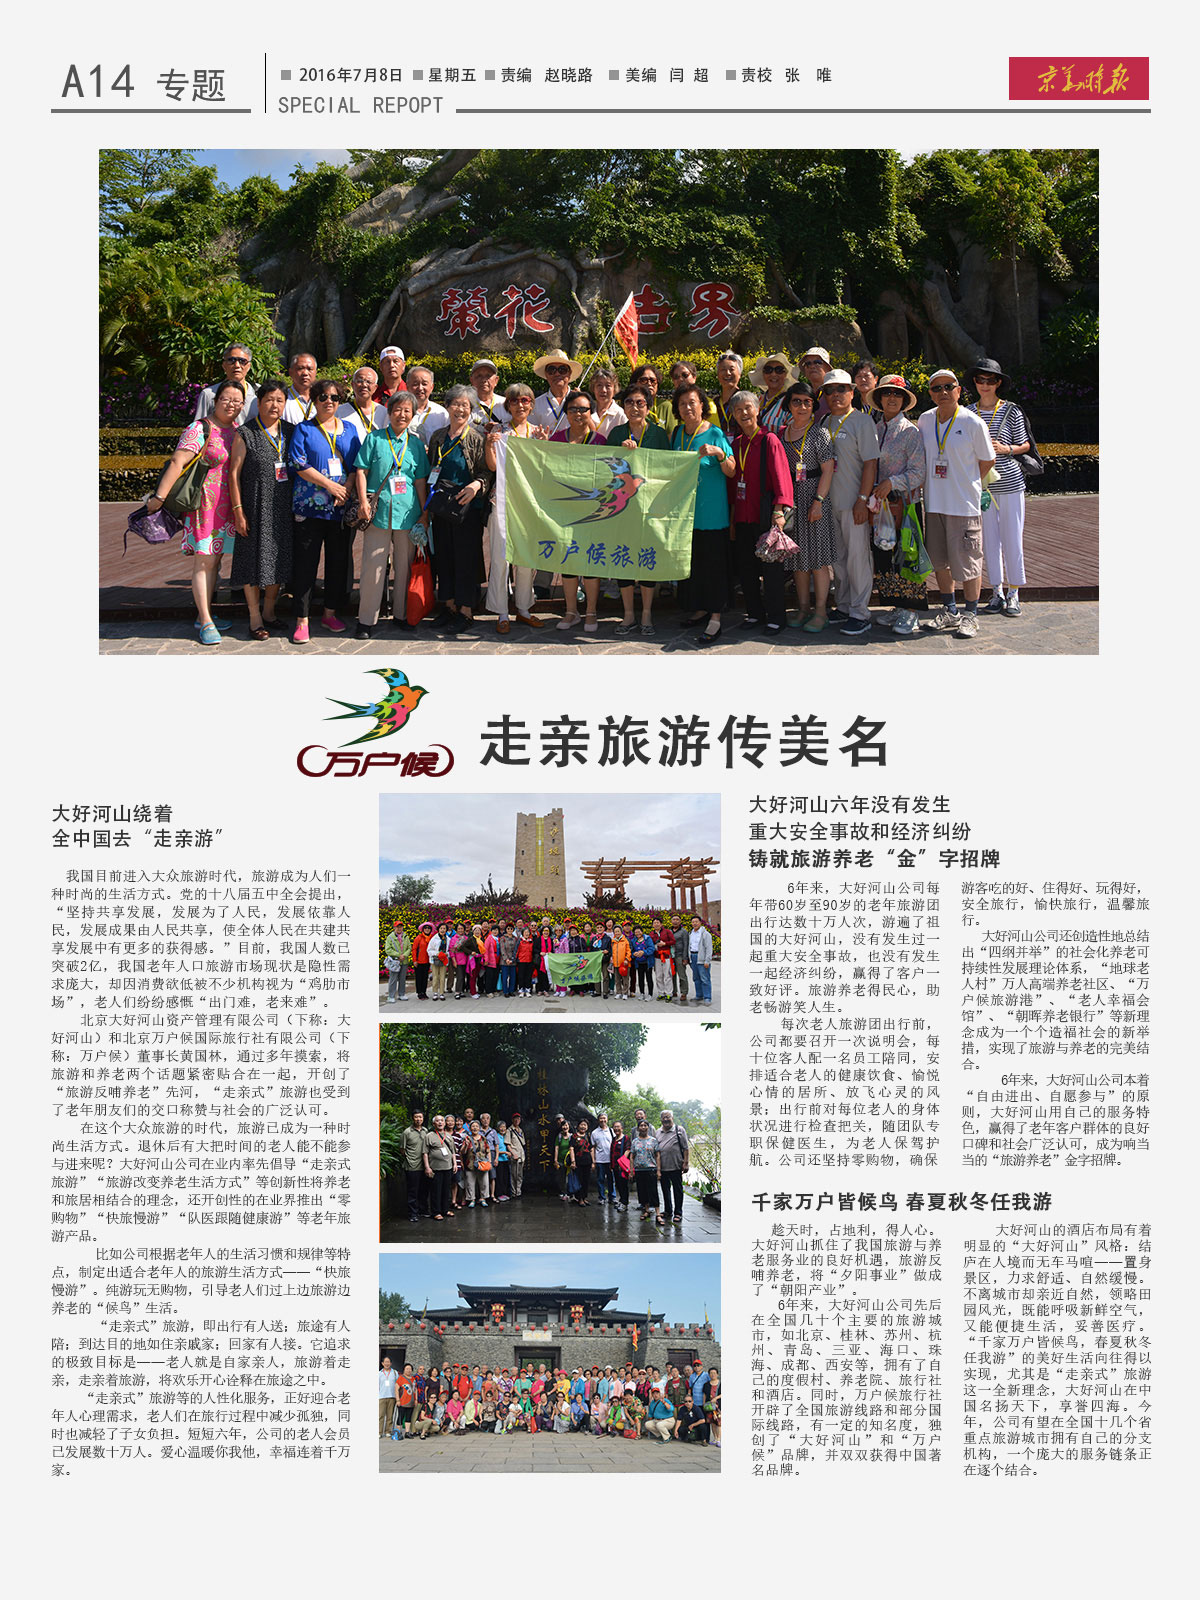 A14 专题
2016年7月8日 星期五 责编 赵晓路 美编 闫 超 责校 张 唯
SPECIAL REPOPT
京华时报
蘭花世界
万户候旅游
万户候
走亲旅游传美名
大好河山绕着
全中国去“走亲游”
我国目前进入大众旅游时代，旅游成为人们一
种时尚的生活方式。党的十八届五中全会提出，
“坚持共享发展，发展为了人民，发展依靠人
民，发展成果由人民共享，使全体人民在共建共
享发展中有更多的获得感。”目前，我国人数已
突破2亿，我国老年人口旅游市场现状是隐性需
求庞大，却因消费欲低被不少机构视为“鸡肋市
场”，老人们纷纷感慨“出门难，老来难”。
北京大好河山资产管理有限公司（下称：大
好河山）和北京万户候国际旅行社有限公司（下
称：万户候）董事长黄国林，通过多年摸索，将
旅游和养老两个话题紧密贴合在一起，开创了
“旅游反哺养老”先河，“走亲式”旅游也受到
了老年朋友们的交口称赞与社会的广泛认可。
在这个大众旅游的时代，旅游已成为一种时
尚生活方式。退休后有大把时间的老人能不能参
与进来呢？大好河山公司在业内率先倡导“走亲式
旅游”“旅游改变养老生活方式”等创新性将养老
和旅居相结合的理念，还开创性的在业界推出“零
购物”“快旅慢游”“队医跟随健康游”等老年旅
游产品。
比如公司根据老年人的生活习惯和规律等特
点，制定出适合老年人的旅游生活方式——“快旅
慢游”。纯游玩无购物，引导老人们过上边旅游边
养老的“候鸟”生活。
“走亲式”旅游，即出行有人送；旅途有人
陪；到达目的地如住亲戚家；回家有人接。它追求
的极致目标是——老人就是自家亲人，旅游着走
亲，走亲着旅游，将欢乐开心诠释在旅途之中。
“走亲式”旅游等的人性化服务，正好迎合老
年人心理需求，老人们在旅行过程中减少孤独，同
时也减轻了子女负担。短短六年，公司的老人会员
已发展数十万人。爱心温暖你我他，幸福连着千万
家。
沙坡头
万户候旅游
桂林山水甲天下
大好河山六年没有发生
重大安全事故和经济纠纷
铸就旅游养老“金”字招牌
6年来，大好河山公司每
年带60岁至90岁的老年旅游团
出行达数十万人次，游遍了祖
国的大好河山，没有发生过一
起重大安全事故，也没有发生
一起经济纠纷，赢得了客户一
致好评。旅游养老得民心，助
老畅游笑人生。
每次老人旅游团出行前，
公司都要召开一次说明会，每
十位客人配一名员工陪同，安
排适合老人的健康饮食、愉悦
心情的居所、放飞心灵的风
景；出行前对每位老人的身体
状况进行检查把关，随团队专
职保健医生，为老人保驾护
航。公司还坚持零购物，确保
游客吃的好、住得好、玩得好，
安全旅行，愉快旅行，温馨旅
行。
大好河山公司还创造性地总结
出“四纲并举”的社会化养老可
持续性发展理论体系，“地球老
人村”万人高端养老社区、“万
户候旅游港”、“老人幸福会
馆”、“朝晖养老银行”等新理
念成为一个个造福社会的新举
措，实现了旅游与养老的完美结
合。
6年来，大好河山公司本着
“自由进出、自愿参与”的原
则，大好河山用自己的服务特
色，赢得了老年客户群体的良好
口碑和社会广泛认可，成为响当
当的“旅游养老”金字招牌。
千家万户皆候鸟 春夏秋冬任我游
趁天时，占地利，得人心。
大好河山抓住了我国旅游与养
老服务业的良好机遇，旅游反
哺养老，将“夕阳事业”做成
了“朝阳产业”。
6年来，大好河山公司先后
在全国几十个主要的旅游城
市，如北京、桂林、苏州、杭
州、青岛、三亚、海口、珠
海、成都、西安等，拥有了自
己的度假村、养老院、旅行社
和酒店。同时，万户候旅行社
开辟了全国旅游线路和部分国
际线路，有一定的知名度，独
创了“大好河山”和“万户
候”品牌，并双双获得中国著
名品牌。
大好河山的酒店布局有着
明显的“大好河山”风格：结
庐在人境而无车马喧——置身
景区，力求舒适、自然缓慢。
不离城市却亲近自然，领略田
园风光，既能呼吸新鲜空气，
又能便捷生活，妥善医疗。
“千家万户皆候鸟，春夏秋冬
任我游”的美好生活向往得以
实现，尤其是“走亲式”旅游
这一全新理念，大好河山在中
国名扬天下，享誉四海。今
年，公司有望在全国十几个省
重点旅游城市拥有自己的分支
机构，一个庞大的服务链条正
在逐个结合。